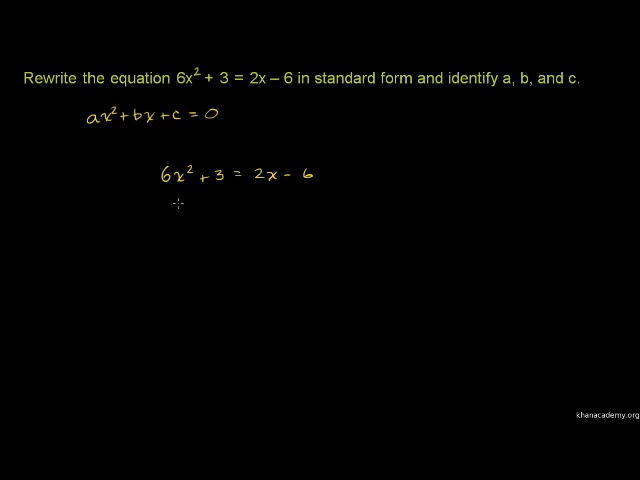 Rewrite the equation 6x² + 3 = 2x – 6 in standard form and identify a, b, and c.
ax² + bx + c = 0
6x² + 3 = 2x - 6
khanacademy.org